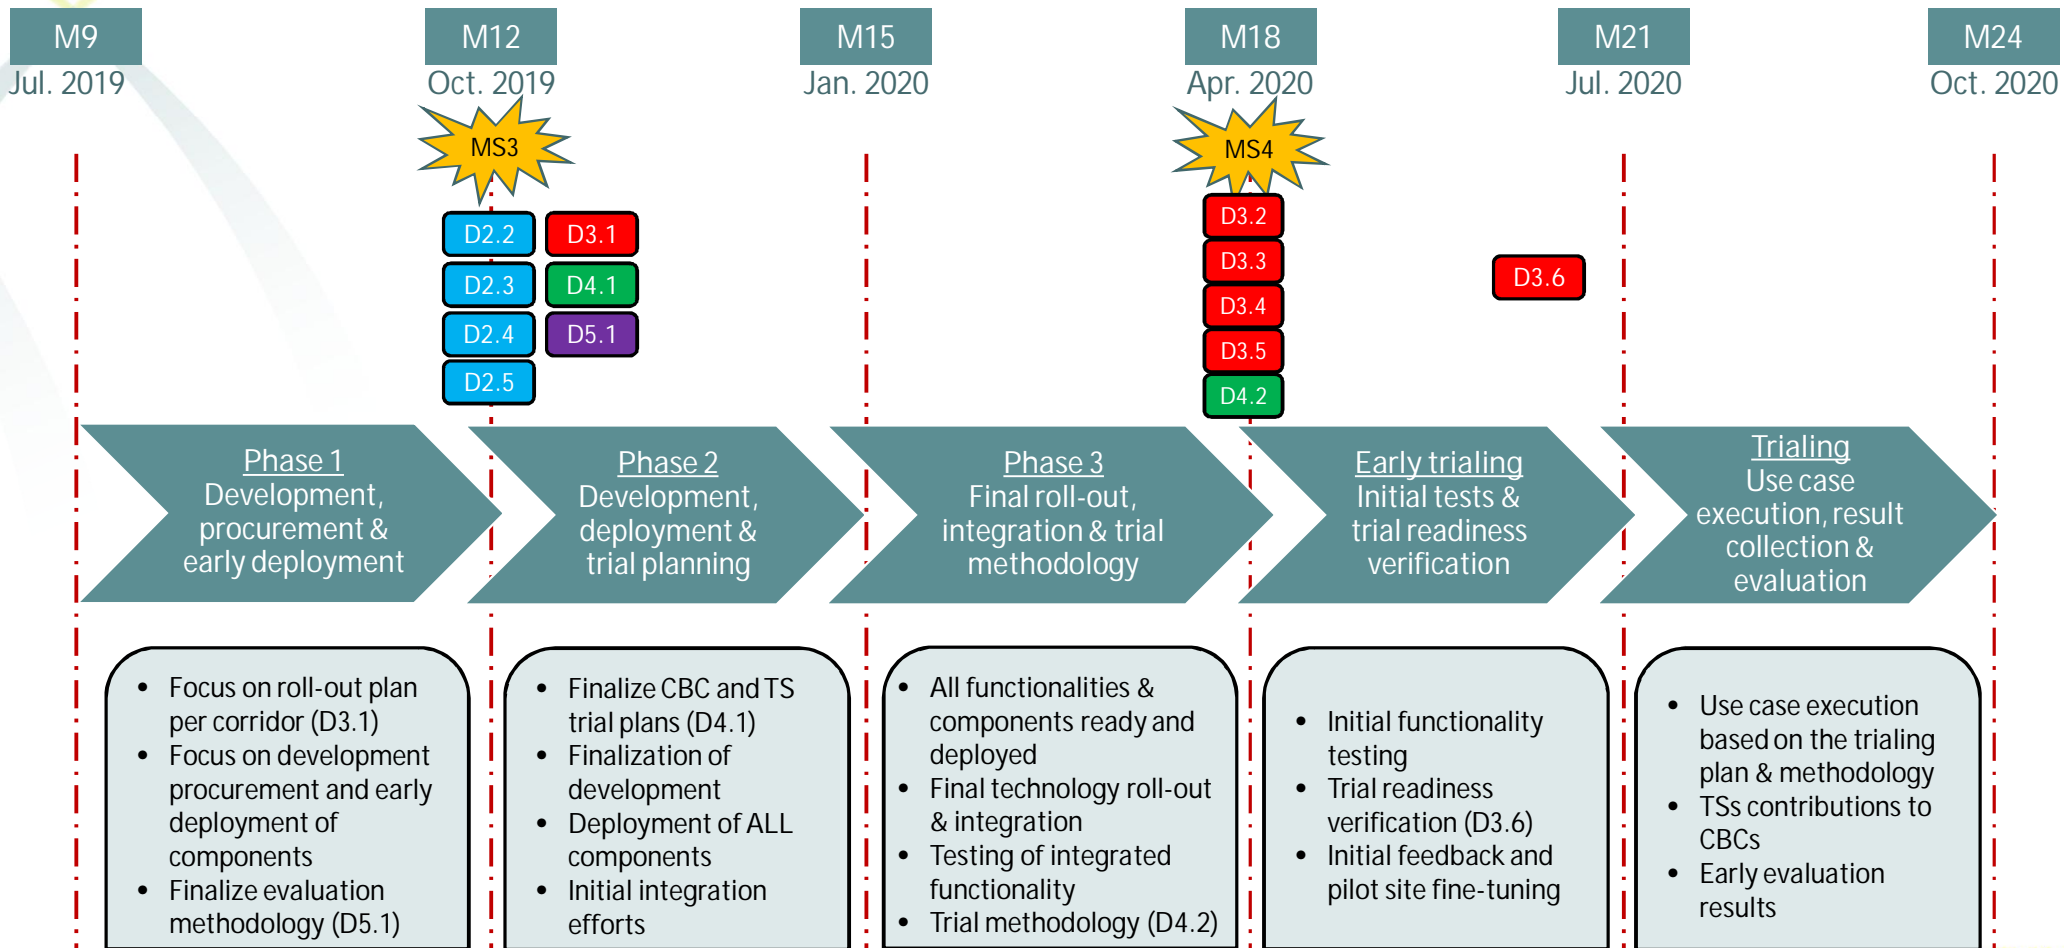 M9
Jul. 2019
M12
Oct. 2019
M15
Jan. 2020
M18
Apr. 2020
M21
Jul. 2020
M24
Oct. 2020
MS3
MS4
D2.2
D3.1
D2.3
D4.1
D2.4
D5.1
D2.5
D3.2
D3.3
D3.4
D3.5
D4.2
D3.6
Phase 1
Development,
procurement &
early deployment
Phase 2
Development,
deployment &
trial planning
Phase 3
Final roll-out,
integration & trial
methodology
Early trialing
Initial tests &
trial readiness
verification
Trialing
Use case
execution, result
collection &
evaluation
• Focus on roll-out plan
per corridor (D3.1)
• Focus on development
procurement and early
deployment of
components
• Finalize evaluation
methodology (D5.1)
• Finalize CBC and TS
trial plans (D4.1)
• Finalization of
development
• Deployment of ALL
components
• Initial integration
efforts
• All functionalities &
components ready and
deployed
• Final technology roll-out
& integration
• Testing of integrated
functionality
• Trial methodology (D4.2)
• Initial functionality
testing
• Trial readiness
verification (D3.6)
• Initial feedback and
pilot site fine-tuning
• Use case execution
based on the trialing
plan & methodology
• TSs contributions to
CBCs
• Early evaluation
results